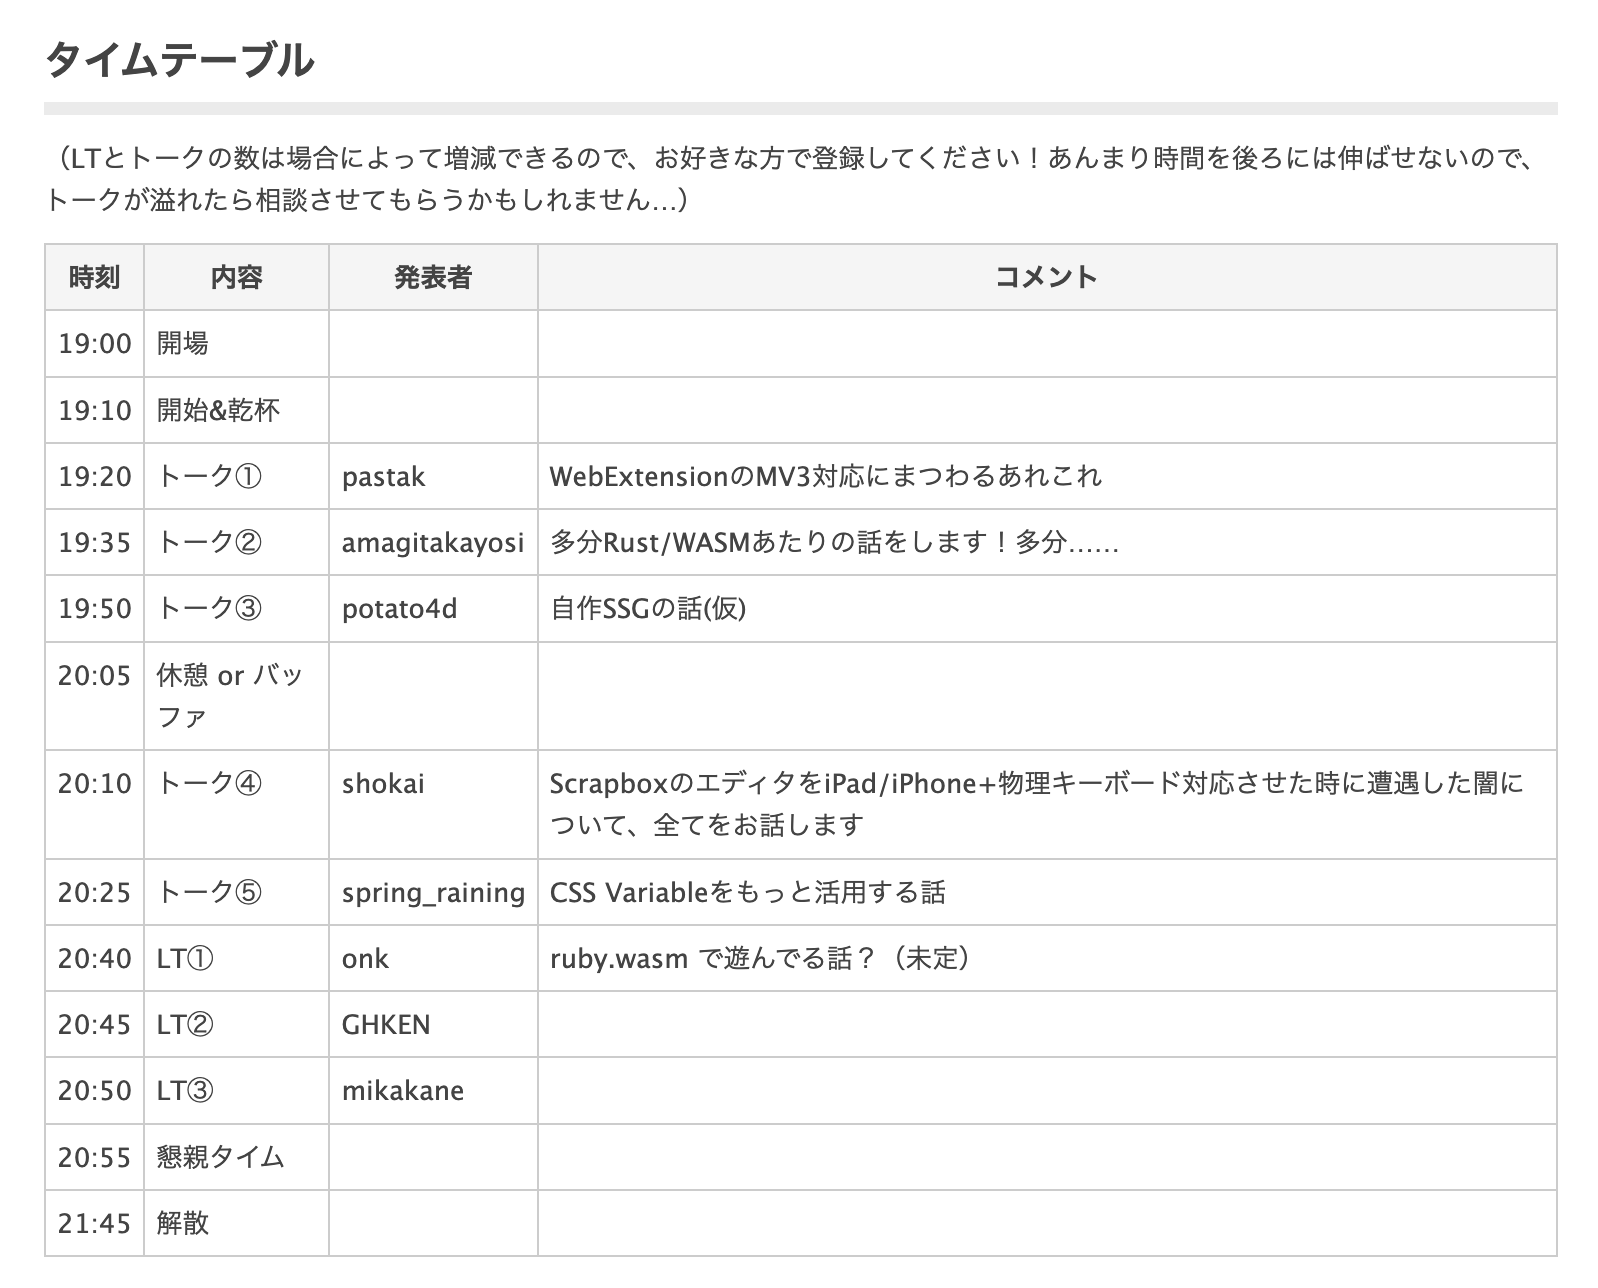 タイムテーブル
（LTとトークの数は場合によって増減できるので、お好きな方で登録してください！あんまり時間を後ろには伸ばせないので、
トークが溢れたら相談させてもらうかもしれません…）
時刻 内容 発表者 コメント
19:00 開場
19:10 開始&乾杯
19:20 トーク① pastak WebExtensionのMV3対応にまつわるあれこれ
19:35 トーク② amagitakayosi 多分Rust/WASMあたりの話をします！多分……
19:50 トーク③ potato4d 自作SSGの話(仮)
20:05 休憩 or バッ
ファ
20:10 トーク④ shokai ScrapboxのエディタをiPad/iPhone+物理キーボード対応させた時に遭遇した闇に
ついて、全てをお話します
20:25 トーク⑤ spring_raining CSS Variableをもっと活用する話
20:40 LT① onk ruby.wasm で遊んでる話？（未定）
20:45 LT② GHKEN
20:50 LT③ mikakane
20:55 懇親タイム
21:45 解散